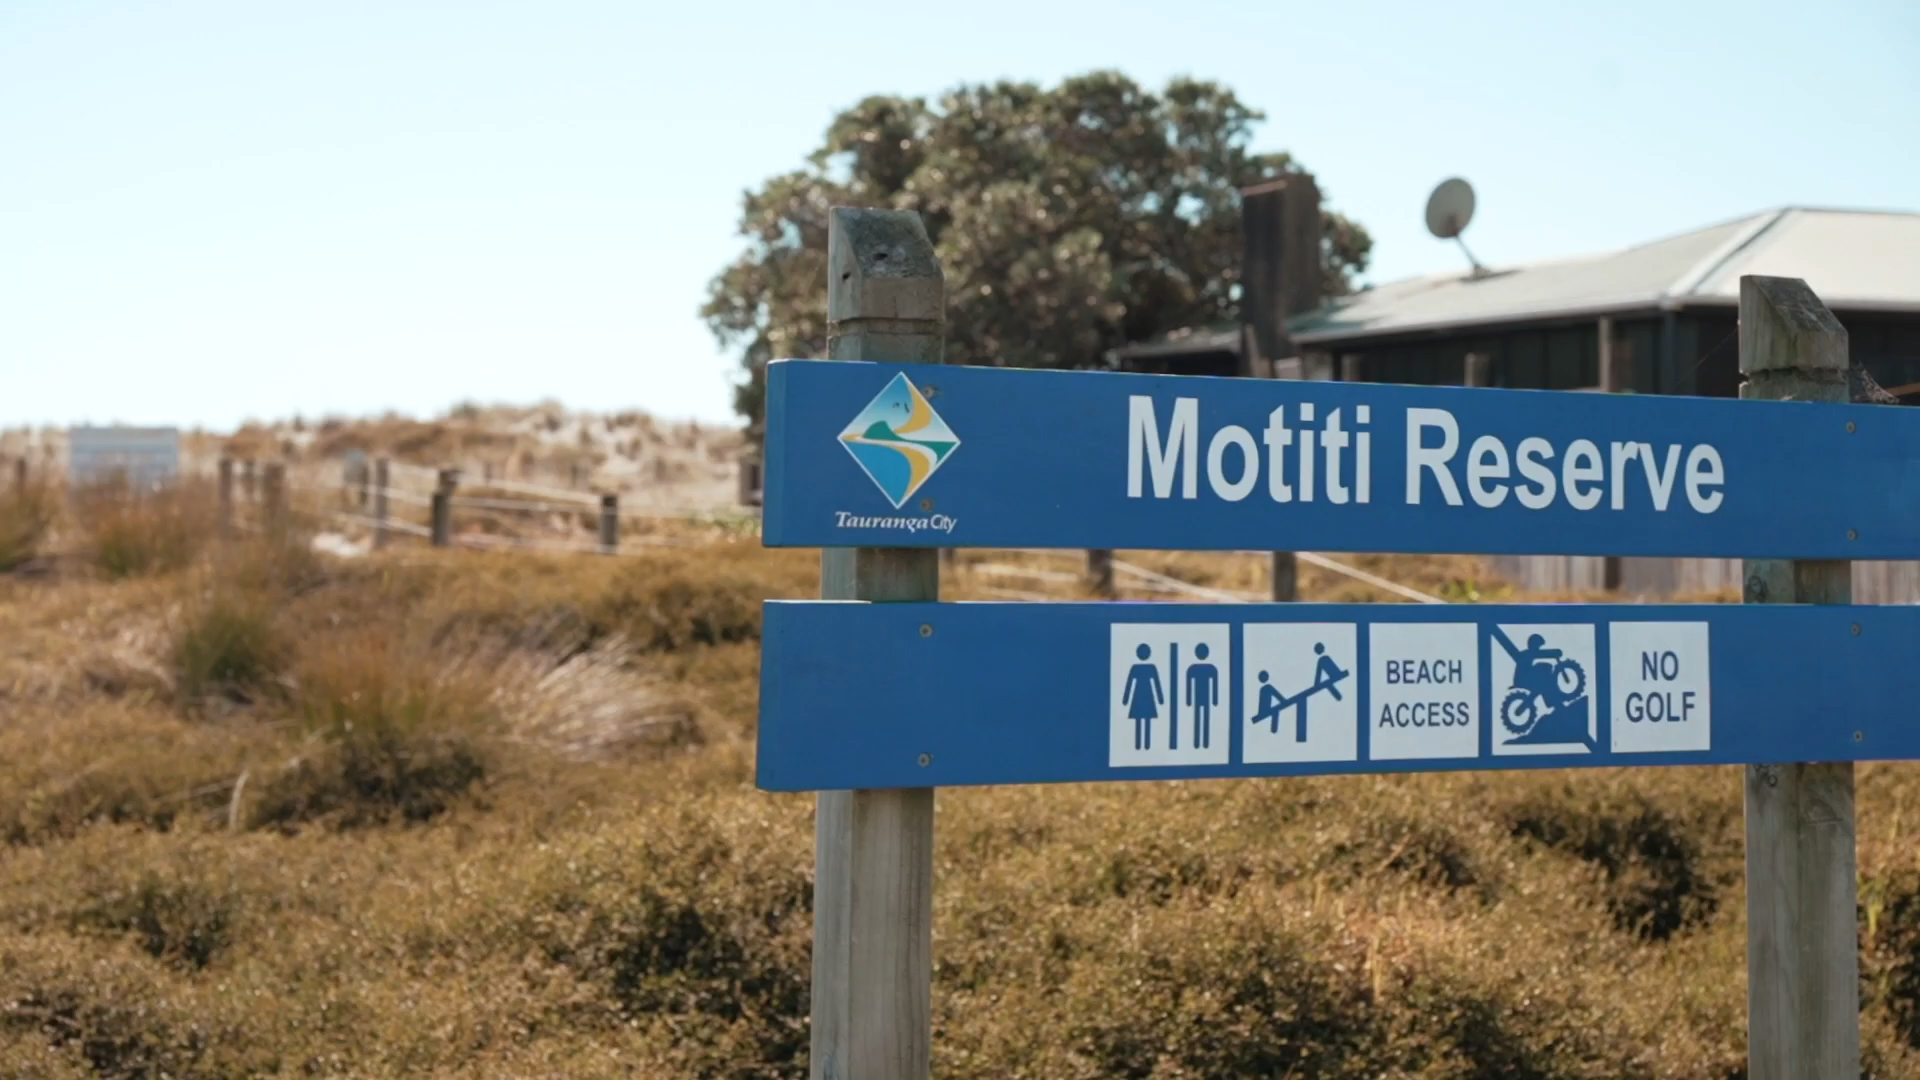 Motiti Reserve
Tauranga City
BEACH
ACCESS
NO
GOLF